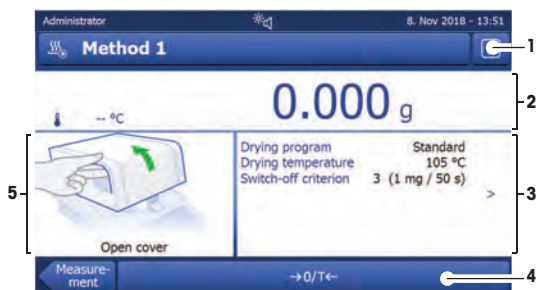 Administrator
8. Nov 2018 - 13:51
Method 1
1
0.000 g
2
-- °C
Drying program Standard
Drying temperature 105 °C
Switch-off criterion 3 (1 mg / 50 s)
>
3
5
Open cover
Measure-
ment
→0/T←
4